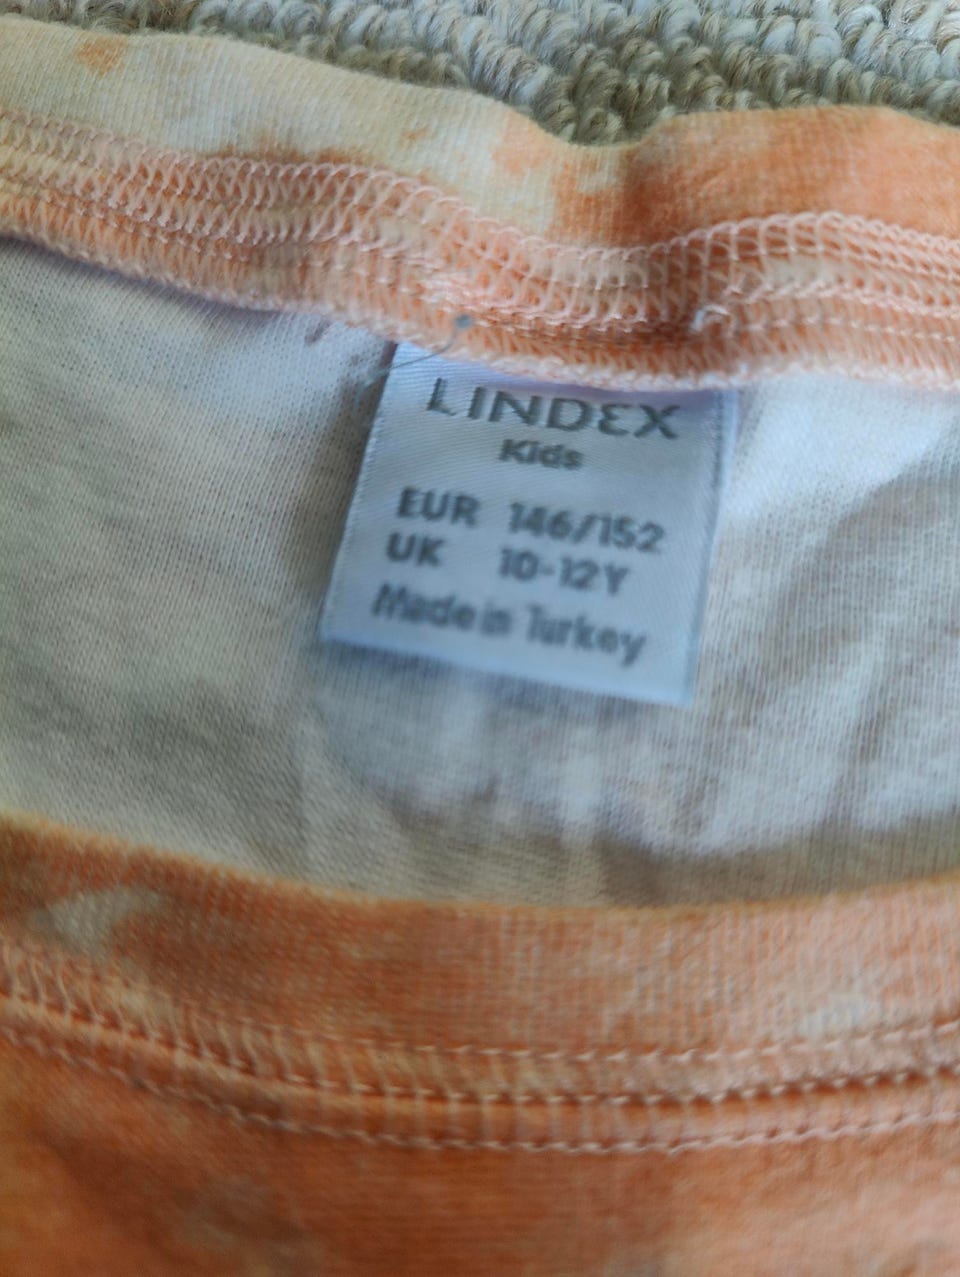 LINDEX
Kids
EUR 146/152
UK 10-12Y
Made in Turkey